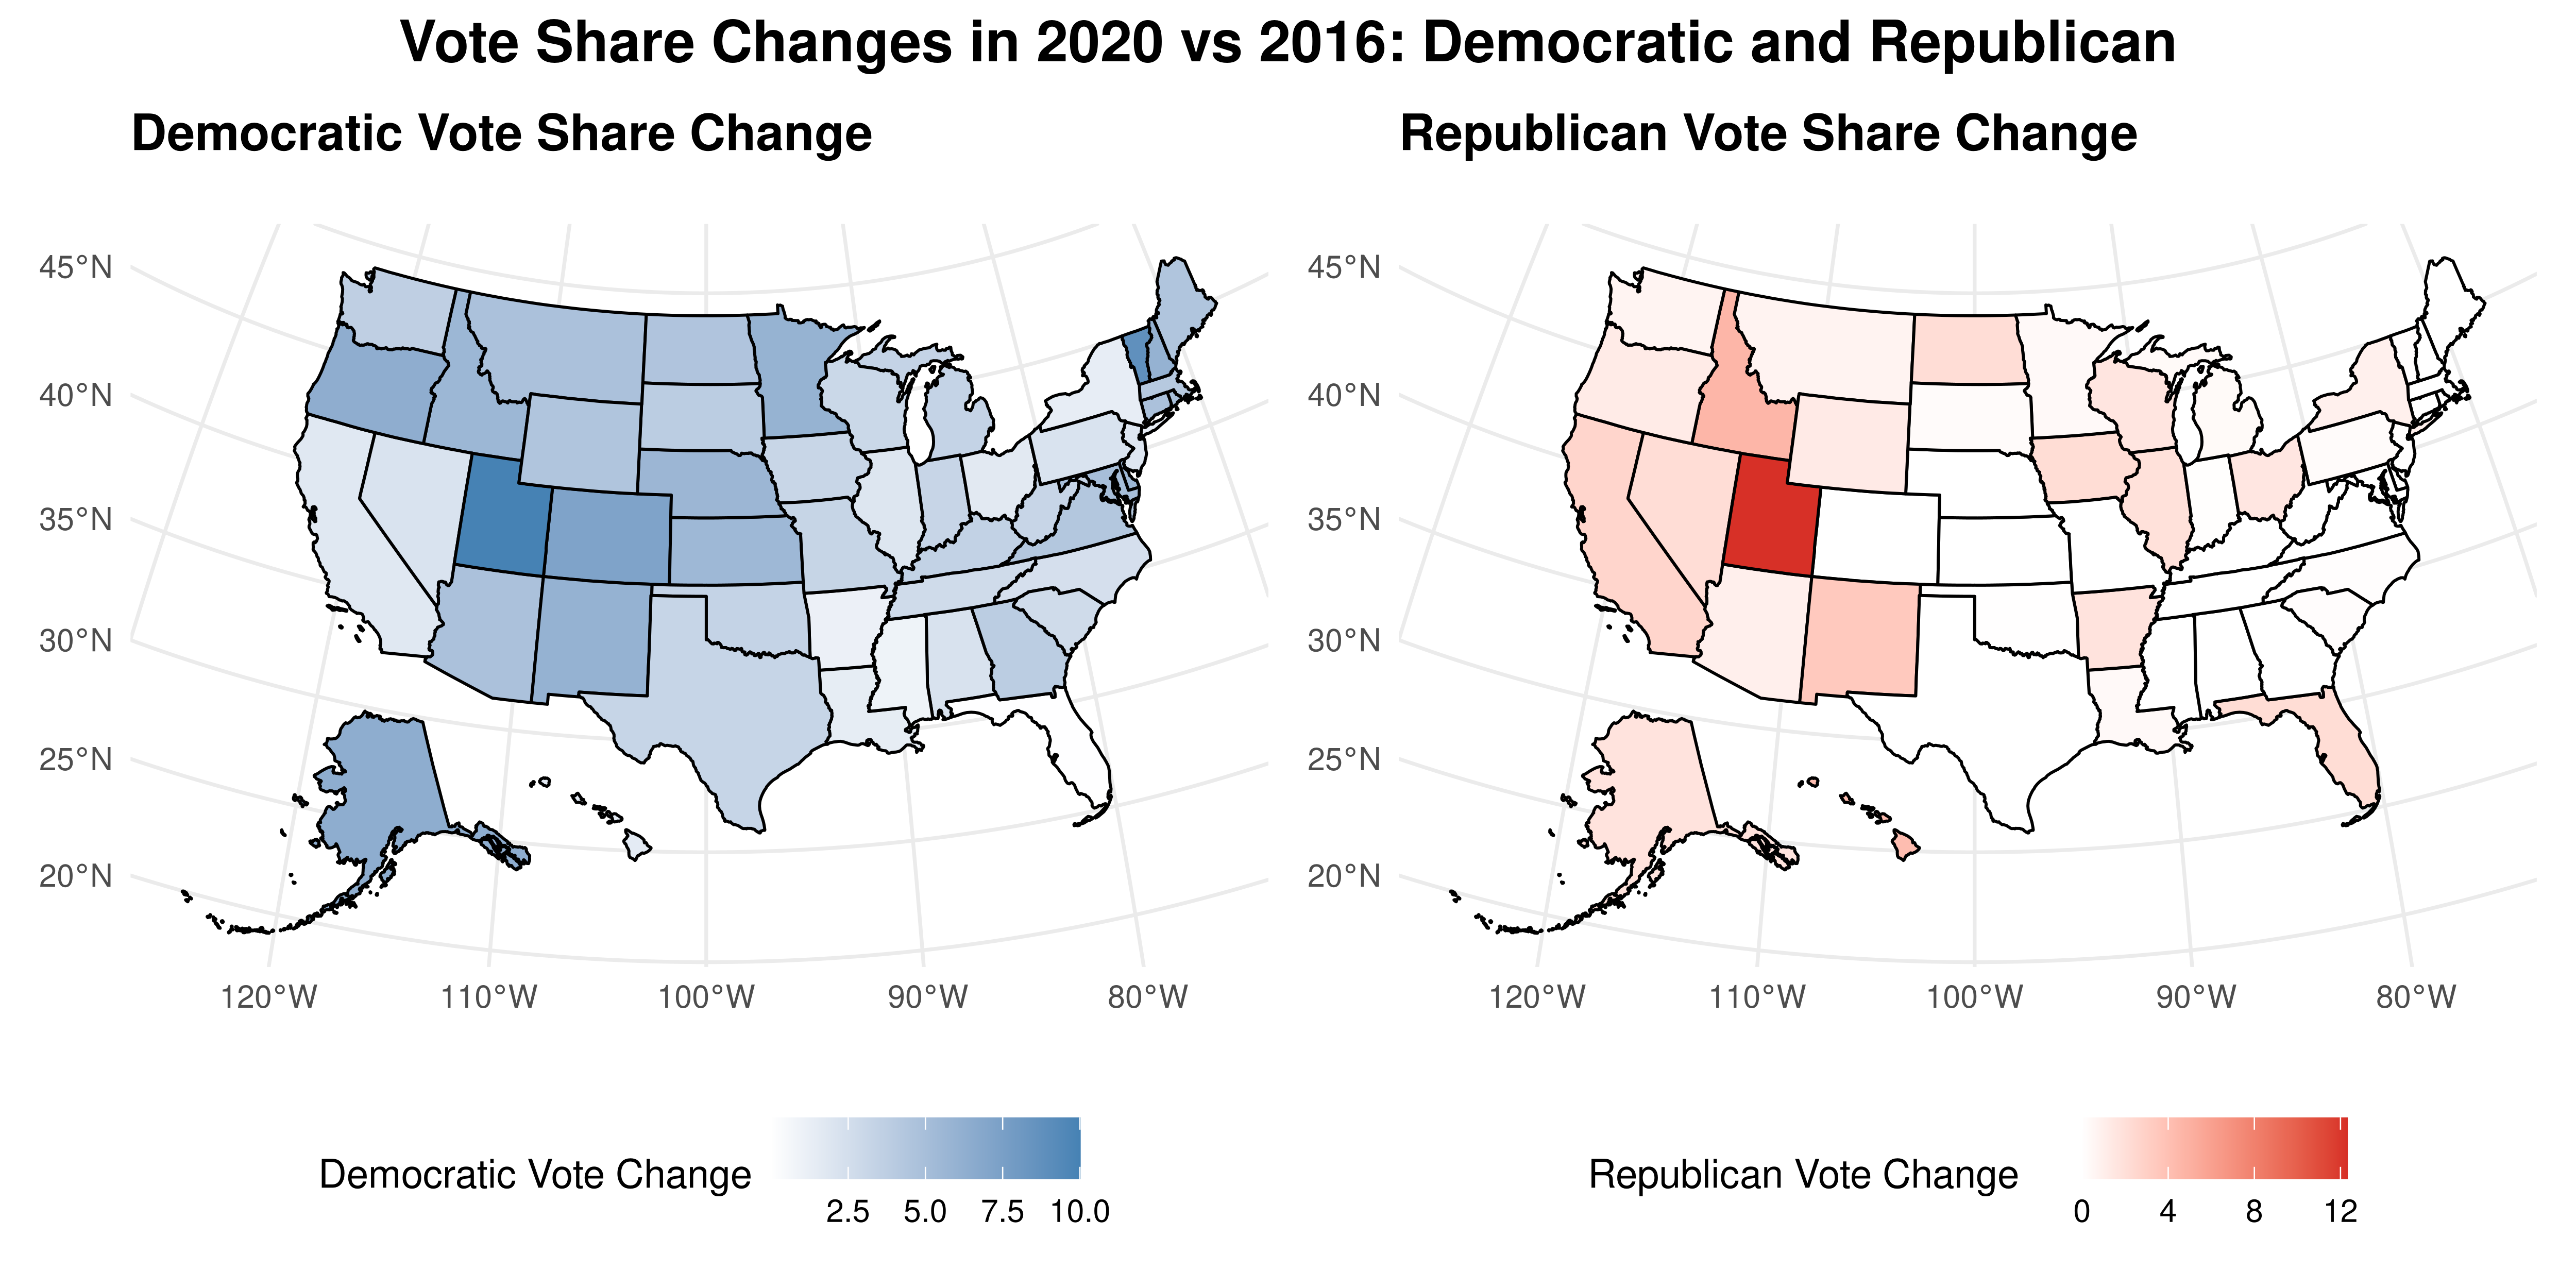 Vote Share Changes in 2020 vs 2016: Democratic and Republican
Democratic Vote Share Change
45°N
40°N
35°N
30°N
25°N
20°N
120°W 110°W 100°W 90°W 80°W
Democratic Vote Change
2.5 5.0 7.5 10.0
Republican Vote Share Change
45°N
40°N
35°N
30°N
25°N
20°N
120°W 110°W 100°W 90°W 80°W
Republican Vote Change
0 4 8 12